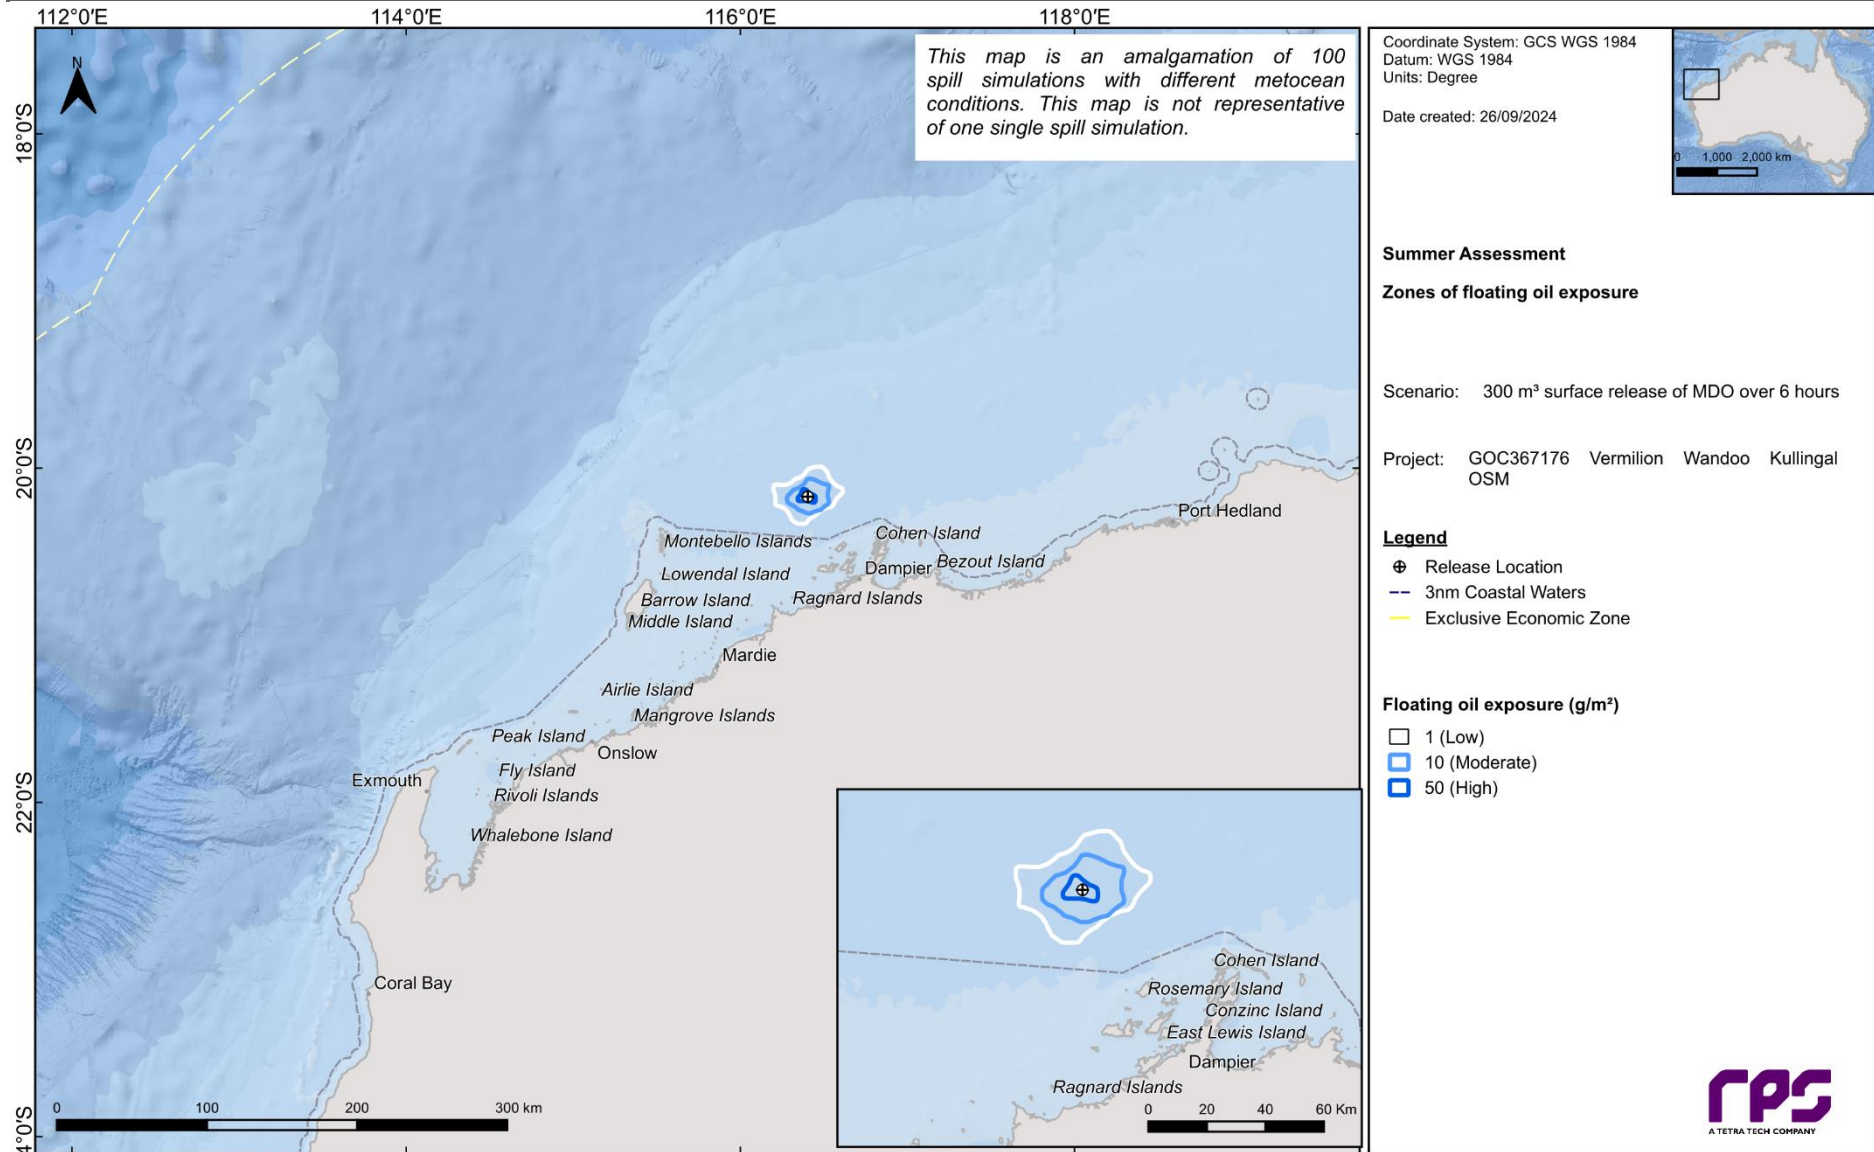 112°0′E 114°0′E 116°0′E 118°0′E
18°0′S
20°0′S
22°0′S
4°0′S
N
This map is an amalgamation of 100
spill simulations with different metocean
conditions. This map is not representative
of one single spill simulation.
Port Hedland
Cohen Island
Montebello Islands
Bezout Island
Dampier
Lowendal Island
Ragnard Islands
Barrow Island
Middle Island
Mardie
Airlie Island
Mangrove Islands
Peak Island
Onslow
Fly Island
Exmouth
Rivoli Islands
Whalebone Island
Coral Bay
0 100 200 300 km
Cohen Island
Rosemary Island
Conzinc Island
East Lewis Island
Dampier
Ragnard Islands
0 20 40 60 Km
Coordinate System: GCS WGS 1984
Datum: WGS 1984
Units: Degree
Date created: 26/09/2024
0 1,000 2,000 km
Summer Assessment
Zones of floating oil exposure
Scenario: 300 m³ surface release of MDO over 6 hours
Project: GOC367176 Vermilion Wandoo Kullingal
OSM
Legend
Release Location
3nm Coastal Waters
Exclusive Economic Zone
Floating oil exposure (g/m²)
1 (Low)
10 (Moderate)
50 (High)
rps
A TETRA TECH COMPANY